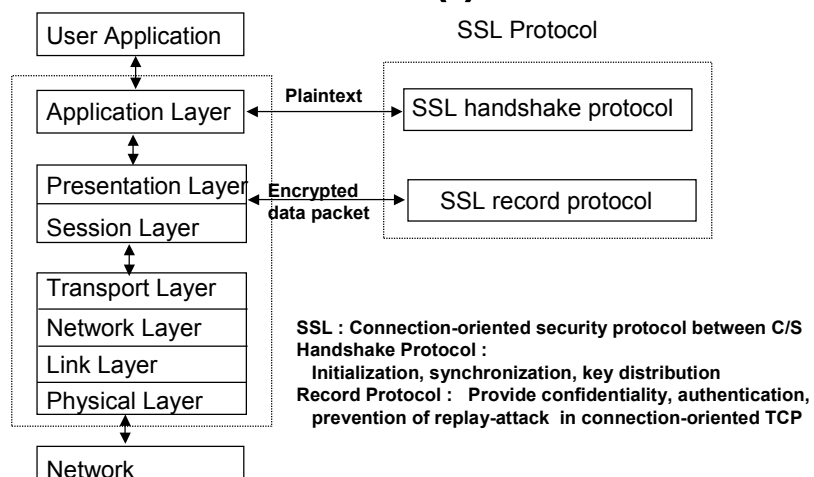 SSL Protocol
User Application
Application Layer
Plaintext
SSL handshake protocol
Presentation Layer
Encrypted
data packet
SSL record protocol
Session Layer
Transport Layer
Network Layer
Link Layer
Physical Layer
Network
SSL : Connection-oriented security protocol between C/S
Handshake Protocol :
Initialization, synchronization, key distribution
Record Protocol : Provide confidentiality, authentication,
prevention of replay-attack in connection-oriented TCP